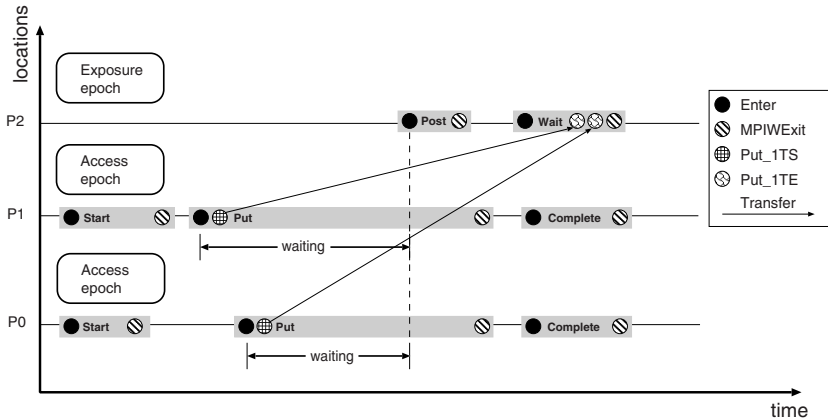 locations
Exposure
epoch
P2
Post
Wait
Enter
MPIWExit
Put_1TS
Put_1TE
Transfer
Access
epoch
P1
Start
Put
Complete
waiting
Access
epoch
P0
Start
Put
Complete
waiting
time